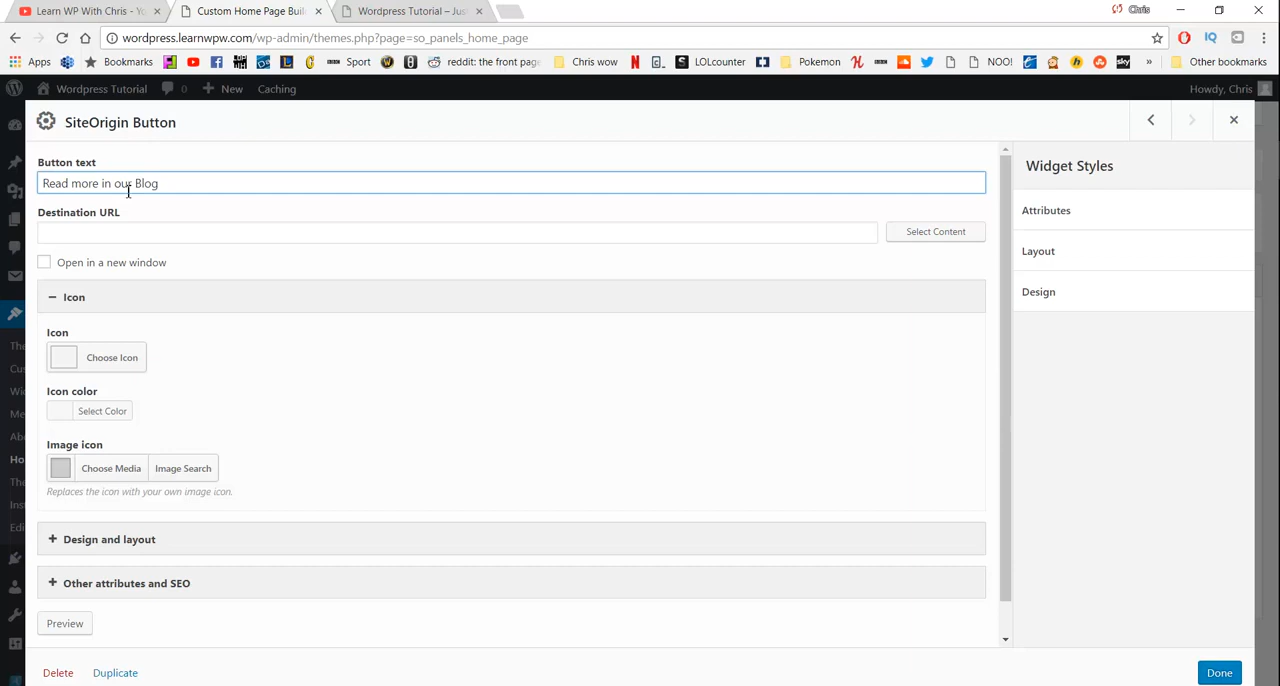 Learn WP With Chris - Yo
Custom Home Page Buil
Wordpress Tutorial – Jus
Chris
wordpress.learnwpw.com/wp-admin/themes.php?page=so_panels_home_page
Apps
Bookmarks
Sport
reddit: the front page
Chris wow
LOLcounter
Pokemon
NOO!
sky
»
Other bookmarks
Wordpress Tutorial
0
New
Caching
Howdy, Chris
SiteOrigin Button
Button text
Read more in our Blog
Destination URL
Select Content
Open in a new window
Icon
Icon
Choose Icon
Icon color
Select Color
Image icon
Choose Media
Image Search
Replaces the icon with your own image icon.
Design and layout
Other attributes and SEO
Preview
Delete
Duplicate
Widget Styles
Attributes
Layout
Design
Done